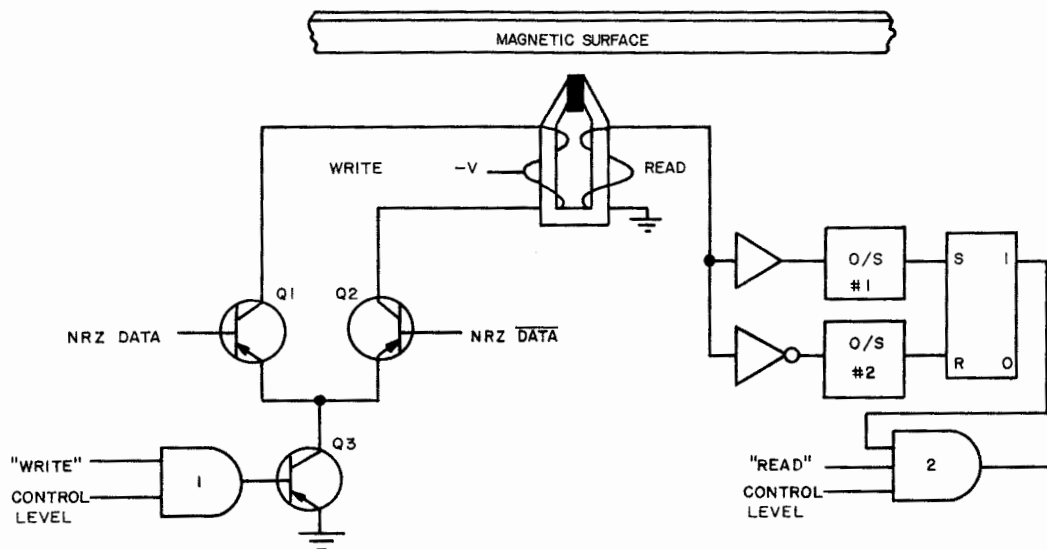 MAGNETIC SURFACE
WRITE
-V
READ
Q1
Q2
NRZ DATA
NRZ D̅A̅T̅A̅
O/S
#1
S
1
O/S
#2
R
0
Q3
"WRITE"
CONTROL
LEVEL
1
"READ"
CONTROL
LEVEL
2